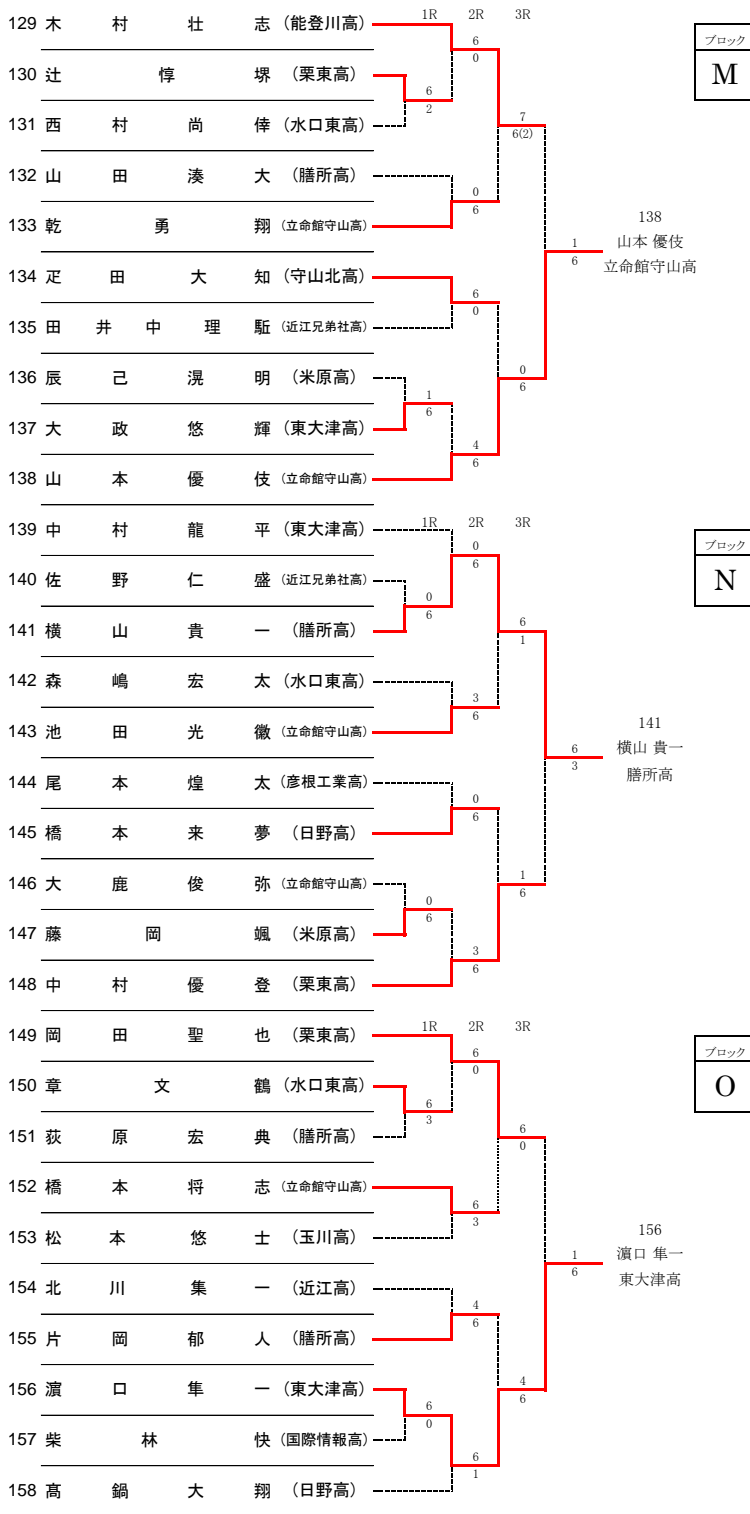 1R 2R 3R
129 木村壮志 (能登川高)
6
0
ブロック
M
130 辻惇堺 (栗東高)
6
2
131 西村尚倖 (水口東高)
7
6(2)
132 山田湊大 (膳所高)
0
6
133 乾勇翔 (立命館守山高)
138
山本 優伎
立命館守山高
1
6
134 疋田大知 (守山北高)
6
0
135 田井中理駈 (近江兄弟社高)
136 辰己滉明 (米原高)
0
6
1
6
137 大政悠輝 (東大津高)
4
6
138 山本優伎 (立命館守山高)
1R 2R 3R
139 中村龍平 (東大津高)
0
6
ブロック
N
140 佐野仁盛 (近江兄弟社高)
0
6
141 横山貴一 (膳所高)
6
1
142 森嶋宏太 (水口東高)
3
6
143 池田光徹 (立命館守山高)
141
横山 貴一
膳所高
6
3
144 尾本煌太 (彦根工業高)
0
6
145 橋本来夢 (日野高)
146 大鹿俊弥 (立命館守山高)
1
6
0
6
147 藤岡颯 (米原高)
3
6
148 中村優登 (栗東高)
1R 2R 3R
149 岡田聖也 (栗東高)
6
0
ブロック
O
150 章文鶴 (水口東高)
6
3
151 荻原宏典 (膳所高)
6
0
152 橋本将志 (立命館守山高)
6
3
153 松本悠士 (玉川高)
156
濵口 隼一
東大津高
1
6
154 北川集一 (近江高)
4
6
155 片岡郁人 (膳所高)
156 濵口隼一 (東大津高)
4
6
6
0
157 柴林快 (国際情報高)
6
1
158 髙鍋大翔 (日野高)